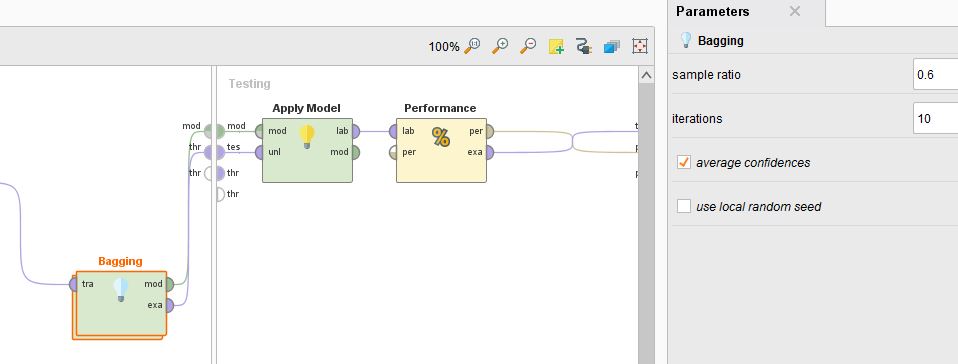 Parameters
100%
Bagging
Testing
sample ratio 0.6
Apply Model Performance
iterations 10
mod mod mod lab lab per
thr tes unl mod per exa
thr thr
thr
average confidences
use local random seed
Bagging
tra mod
exa